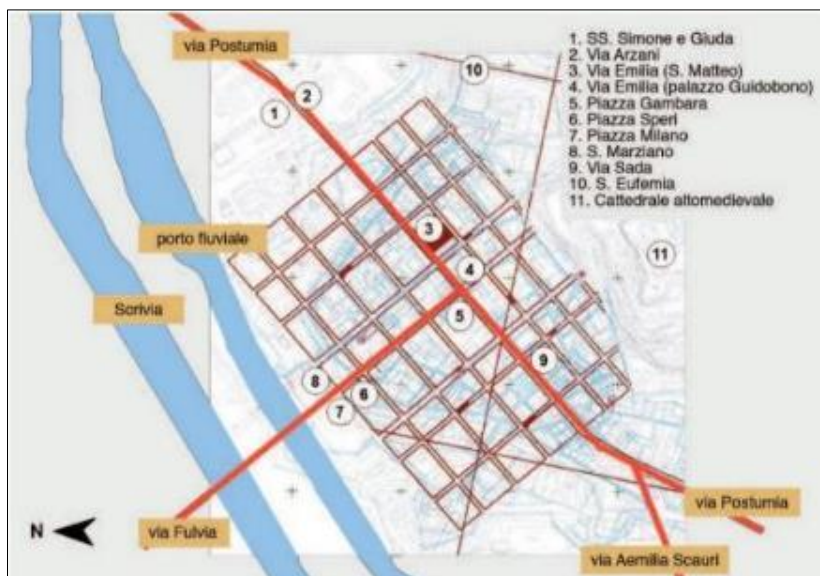 via Postumia
1. SS. Simone e Giuda
2. Via Arzani
3. Via Emilia (S. Matteo)
4. Via Emilia (palazzo Guidobono)
5. Piazza Gambara
6. Piazza Speri
7. Piazza Milano
8. S. Marziano
9. Via Sada
10. S. Eufemia
11. Cattedrale altomedievale
10
2
1
3
porto fluviale
11
4
Scrivia
5
9
8
6
7
N
via Fulvia
via Postumia
via Aemilia Scauri